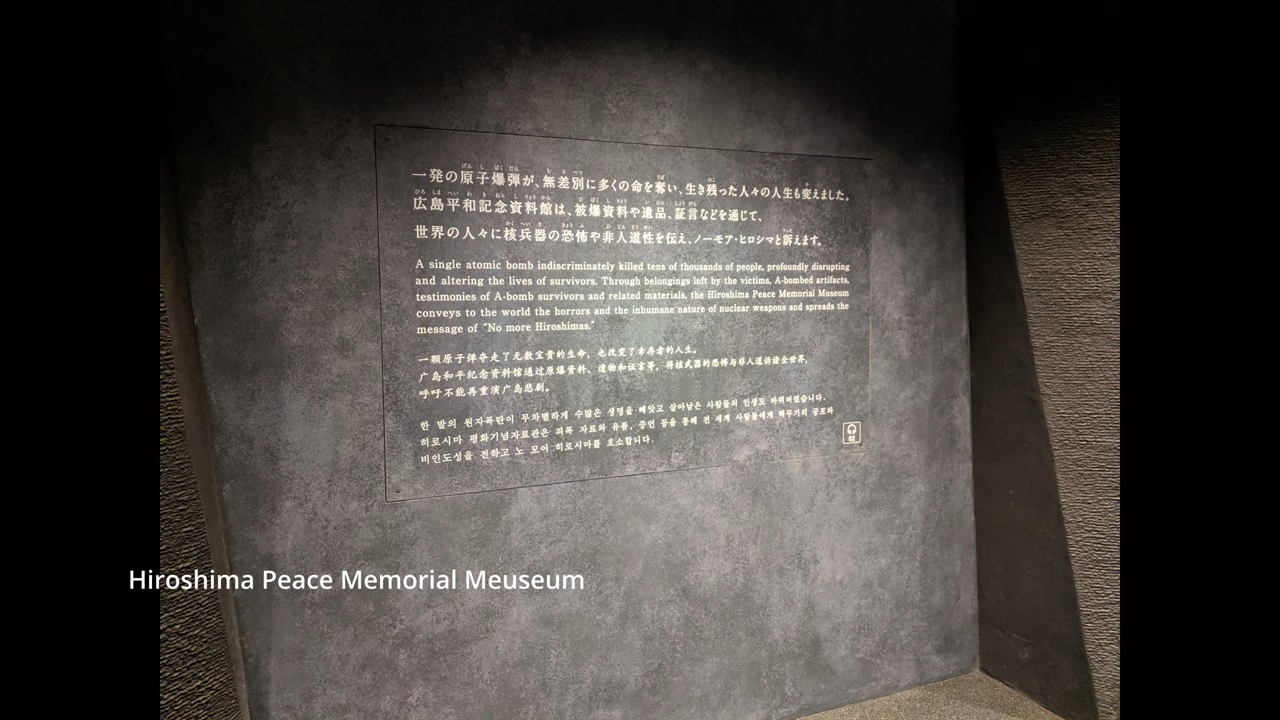 一発の原子爆弾が、無差別に多くの命を奪い、生き残った人々の人生も変えました。
広島平和記念資料館は、被爆資料や遺品、証言などを通じて、
世界の人々に核兵器の恐怖や非人道性を伝え、ノーモア・ヒロシマと訴えます。
A single atomic bomb indiscriminately killed tens of thousands of people, profoundly disrupting
and altering the lives of survivors. Through belongings left by the victims, A-bombed artifacts,
testimonies of A-bomb survivors and related materials, the Hiroshima Peace Memorial Museum
conveys to the world the horrors and the inhumane nature of nuclear weapons and spreads the
message of "No more Hiroshimas."
一颗原子弹夺走了无数宝贵的生命，也改变了幸存者的人生。
广岛和平纪念资料馆通过原爆资料、遗物和证言等，将核武器的恐怖与非人道诉诸全世界，
呼吁不能再重演广岛悲剧。
한 발의 원자폭탄이 무차별하게 수많은 생명을 빼앗고 살아남은 사람들의 인생도 바꿔버렸습니다.
히로시마 평화기념자료관은 피폭 자료와 유품, 증언 등을 통해 전 세계 사람들에게 핵무기의 공포와
비인도성을 전하고 노 모어 히로시마를 호소합니다.
02
Hiroshima Peace Memorial Meuseum